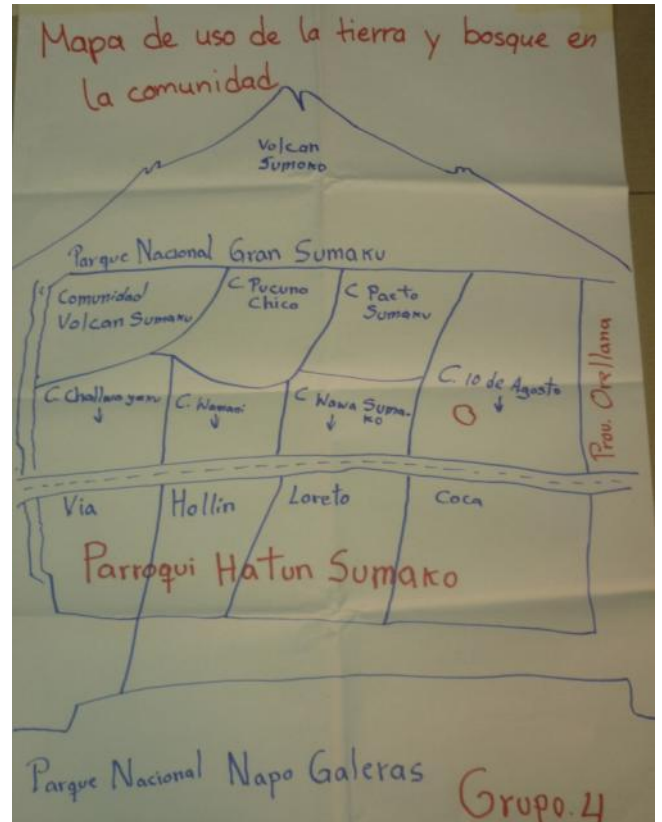 Mapa de uso de la tierra y bosque en
la comunidad
Volcan
Sumako
Parque Nacional Gran Sumaku
Comunidad
Volcan Sumaku
C Pucuno
Chico
C Pacto
Sumaku
C. Challwa yaku
C. Wamani
C Wawa Suma-
ko
C. 10 de Agosto
Prov. Orellana
Via Hollin Loreto Coca
Parroqui Hatun Sumako
Parque Nacional Napo Galeras
Grupo. 4